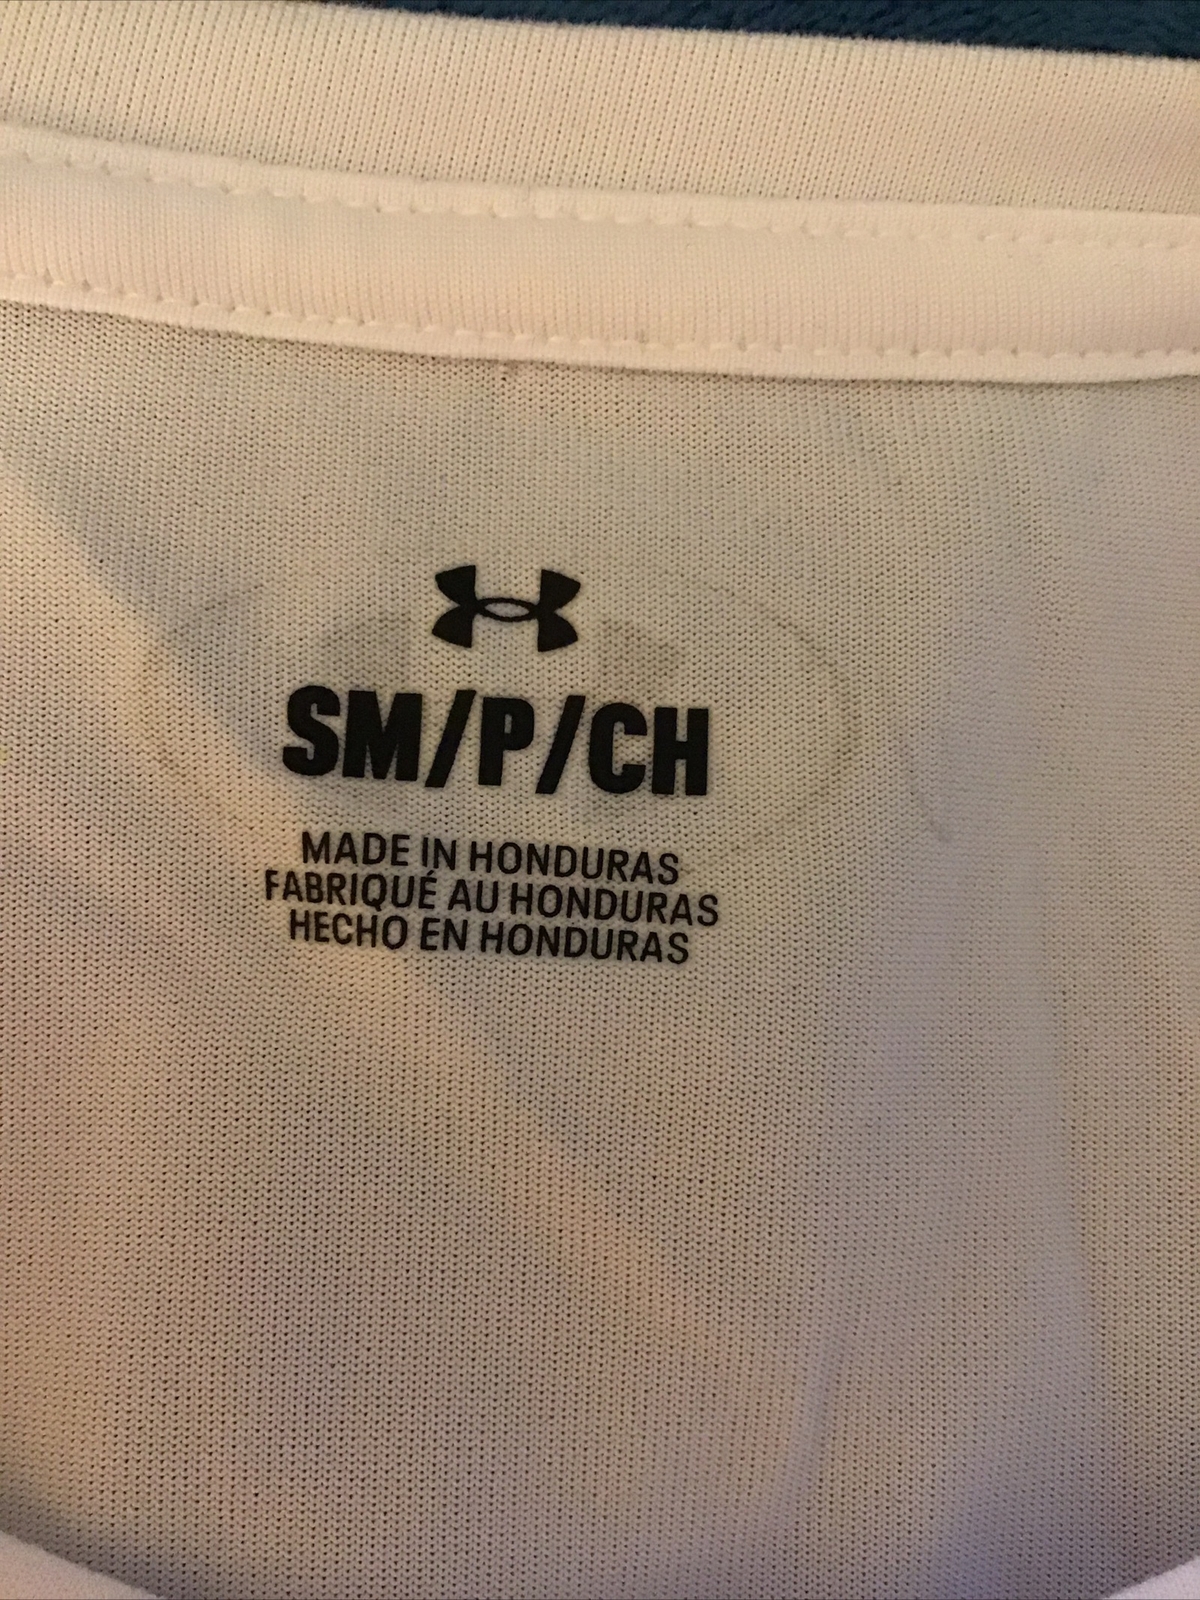 SM/P/CH
MADE IN HONDURAS
FABRIQUÉ AU HONDURAS
HECHO EN HONDURAS